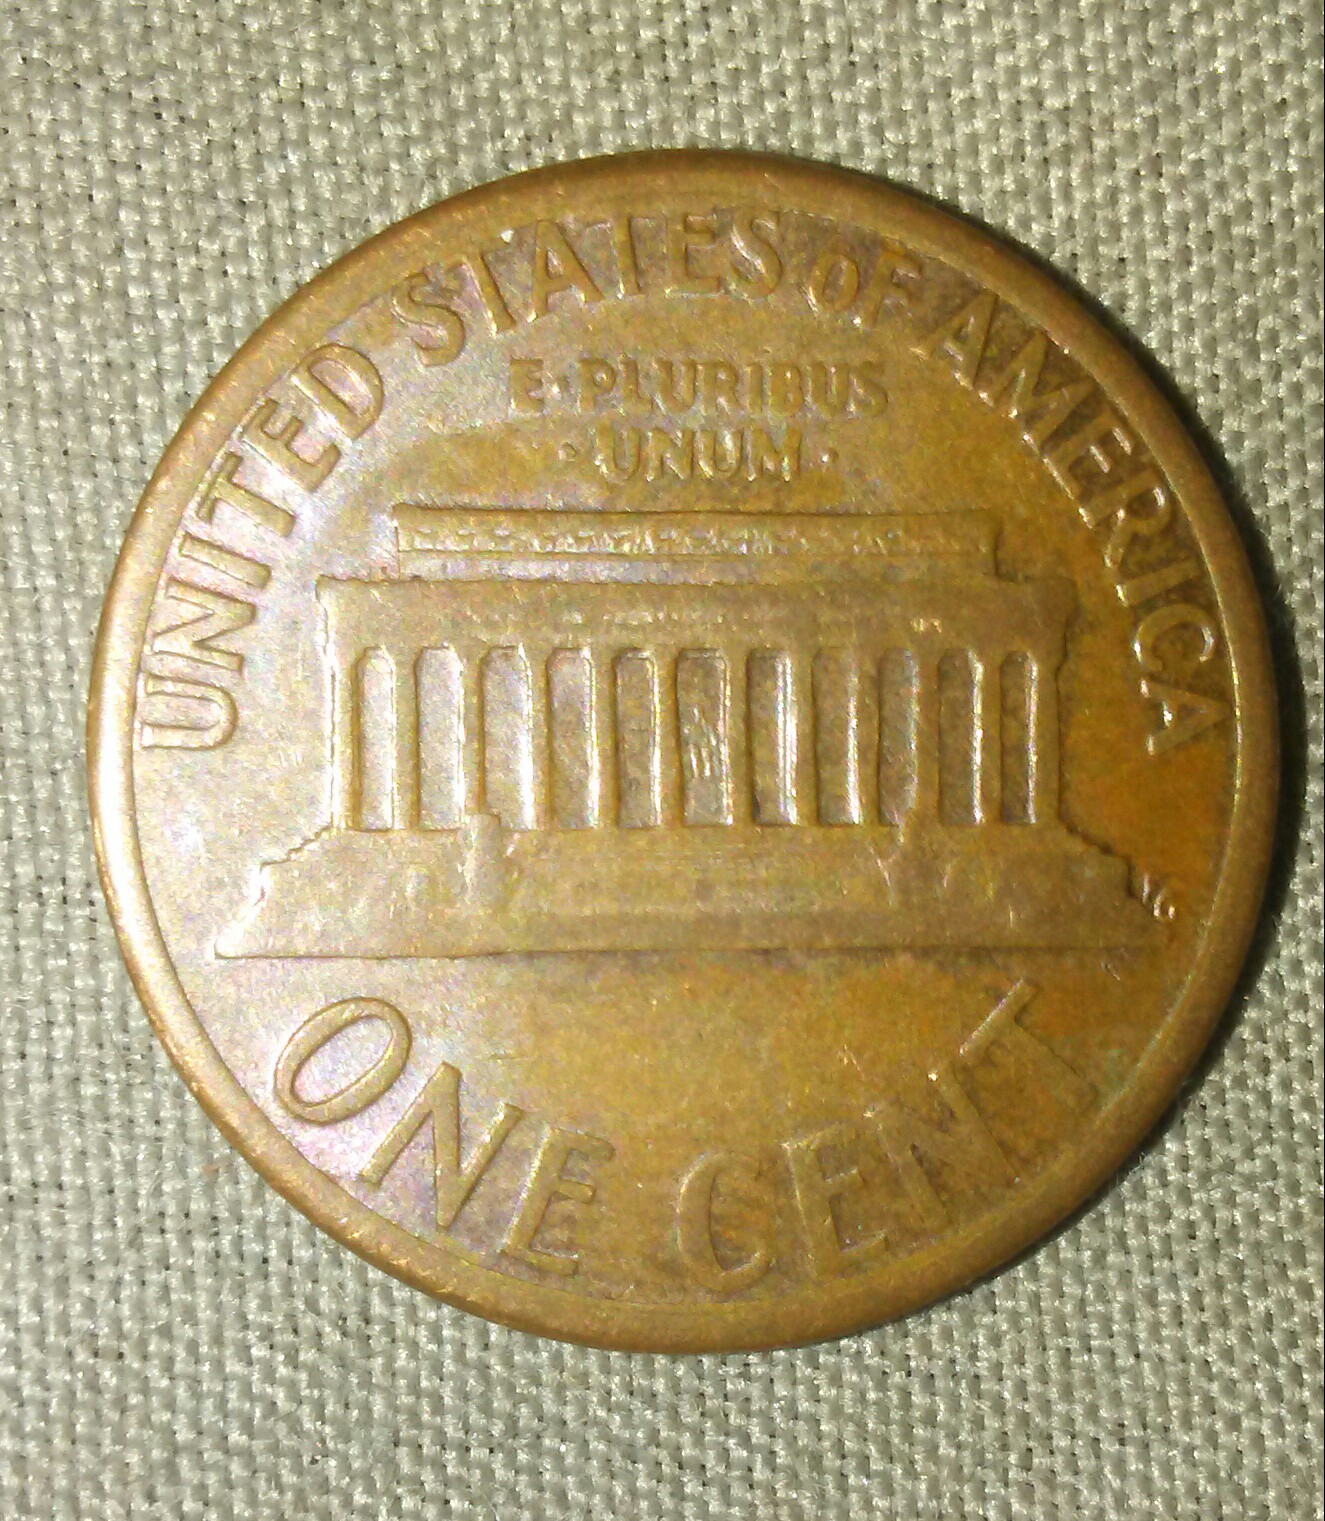 UNITED STATES OF AMERICA
E·PLURIBUS
·UNUM·
ONE CENT